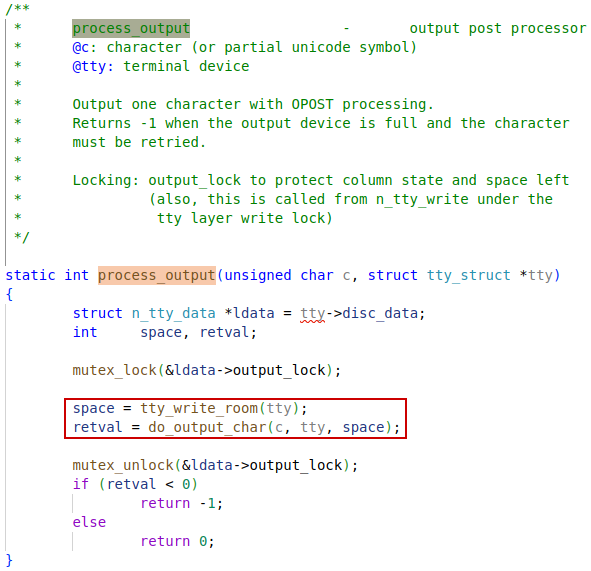 /**
 *      process_output                  -       output post processor
 *      @c: character (or partial unicode symbol)
 *      @tty: terminal device
 *
 *      Output one character with OPOST processing.
 *      Returns -1 when the output device is full and the character
 *      must be retried.
 *
 *      Locking: output_lock to protect column state and space left
 *               (also, this is called from n_tty_write under the
 *                tty layer write lock)
 */

static int process_output(unsigned char c, struct tty_struct *tty)
{
        struct n_tty_data *ldata = tty->disc_data;
        int     space, retval;

        mutex_lock(&ldata->output_lock);

        space = tty_write_room(tty);
        retval = do_output_char(c, tty, space);

        mutex_unlock(&ldata->output_lock);
        if (retval < 0)
                return -1;
        else
                return 0;
}